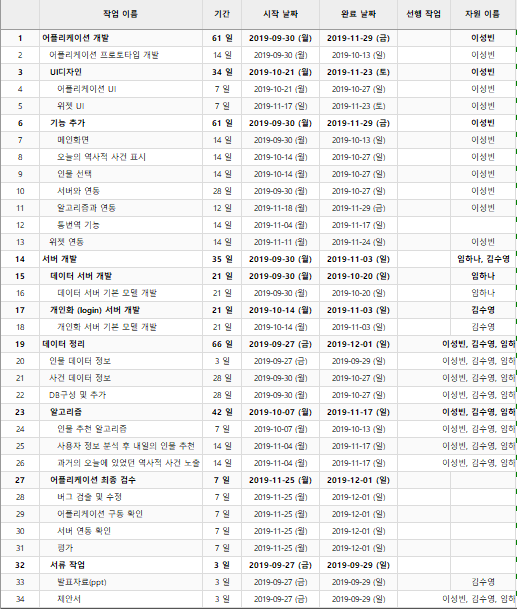 작업 이름 기간 시작 날짜 완료 날짜 선행 작업 자원 이름
1 어플리케이션 개발 61 일 2019-09-30 (월) 2019-11-29 (금) 이성빈
2 어플리케이션 프로토타입 개발 14 일 2019-09-30 (월) 2019-10-13 (일) 이성빈
3 UI디자인 34 일 2019-10-21 (월) 2019-11-23 (토) 이성빈
4 어플리케이션 UI 7 일 2019-10-21 (월) 2019-10-27 (일) 이성빈
5 위젯 UI 7 일 2019-11-17 (일) 2019-11-23 (토) 이성빈
6 기능 추가 61 일 2019-09-30 (월) 2019-11-29 (금) 이성빈
7 메인화면 14 일 2019-09-30 (월) 2019-10-13 (일) 이성빈
8 오늘의 역사적 사건 표시 14 일 2019-10-14 (월) 2019-10-27 (일) 이성빈
9 인물 선택 14 일 2019-10-14 (월) 2019-10-27 (일) 이성빈
10 서버와 연동 28 일 2019-09-30 (월) 2019-10-27 (일) 이성빈
11 알고리즘과 연동 12 일 2019-11-18 (월) 2019-11-29 (금) 이성빈
12 통번역 기능 14 일 2019-11-04 (월) 2019-11-17 (일)
13 위젯 연동 14 일 2019-11-11 (월) 2019-11-24 (일) 이성빈
14 서버 개발 35 일 2019-09-30 (월) 2019-11-03 (일) 임하나, 김수영
15 데이터 서버 개발 21 일 2019-09-30 (월) 2019-10-20 (일) 임하나
16 데이터 서버 기본 모델 개발 21 일 2019-09-30 (월) 2019-10-20 (일) 임하나
17 개인화 (login) 서버 개발 21 일 2019-10-14 (월) 2019-11-03 (일) 김수영
18 개인화 서버 기본 모델 개발 21 일 2019-10-14 (월) 2019-11-03 (일) 김수영
19 데이터 정리 66 일 2019-09-27 (금) 2019-12-01 (일) 이성빈, 김수영, 임하
20 인물 데이터 정보 3 일 2019-09-27 (금) 2019-09-29 (일) 이성빈, 김수영, 임하
21 사건 데이터 정보 28 일 2019-09-30 (월) 2019-10-27 (일) 이성빈, 김수영, 임하
22 DB구성 및 추가 28 일 2019-09-30 (월) 2019-10-27 (일) 이성빈, 김수영, 임하
23 알고리즘 42 일 2019-10-07 (월) 2019-11-17 (일) 이성빈, 김수영, 임하
24 인물 추천 알고리즘 7 일 2019-10-07 (월) 2019-10-13 (일) 이성빈, 김수영, 임하
25 사용자 정보 분석 후 내일의 인물 추천 14 일 2019-11-04 (월) 2019-11-17 (일) 이성빈, 김수영, 임하
26 과거의 오늘에 있었던 역사적 사건 노출 14 일 2019-11-04 (월) 2019-11-17 (일) 이성빈, 김수영, 임하
27 어플리케이션 최종 검수 7 일 2019-11-25 (월) 2019-12-01 (일)
28 버그 검출 및 수정 7 일 2019-11-25 (월) 2019-12-01 (일)
29 어플리케이션 구동 확인 7 일 2019-11-25 (월) 2019-12-01 (일)
30 서버 연동 확인 7 일 2019-11-25 (월) 2019-12-01 (일)
31 평가 7 일 2019-11-25 (월) 2019-12-01 (일)
32 서류 작업 3 일 2019-09-27 (금) 2019-09-29 (일)
33 발표자료(ppt) 3 일 2019-09-27 (금) 2019-09-29 (일) 김수영
34 제안서 3 일 2019-09-27 (금) 2019-09-29 (일) 이성빈, 김수영, 임하